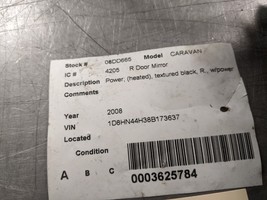 Stock # 08DD665 Model CARAVAN
IC # 4205 R Door Mirror
Description Power, (heated), textured black, R., w/power
Comments
Year 2008
VIN 1D8HN44H38B173637
Located
Condition
A B C 0003625784